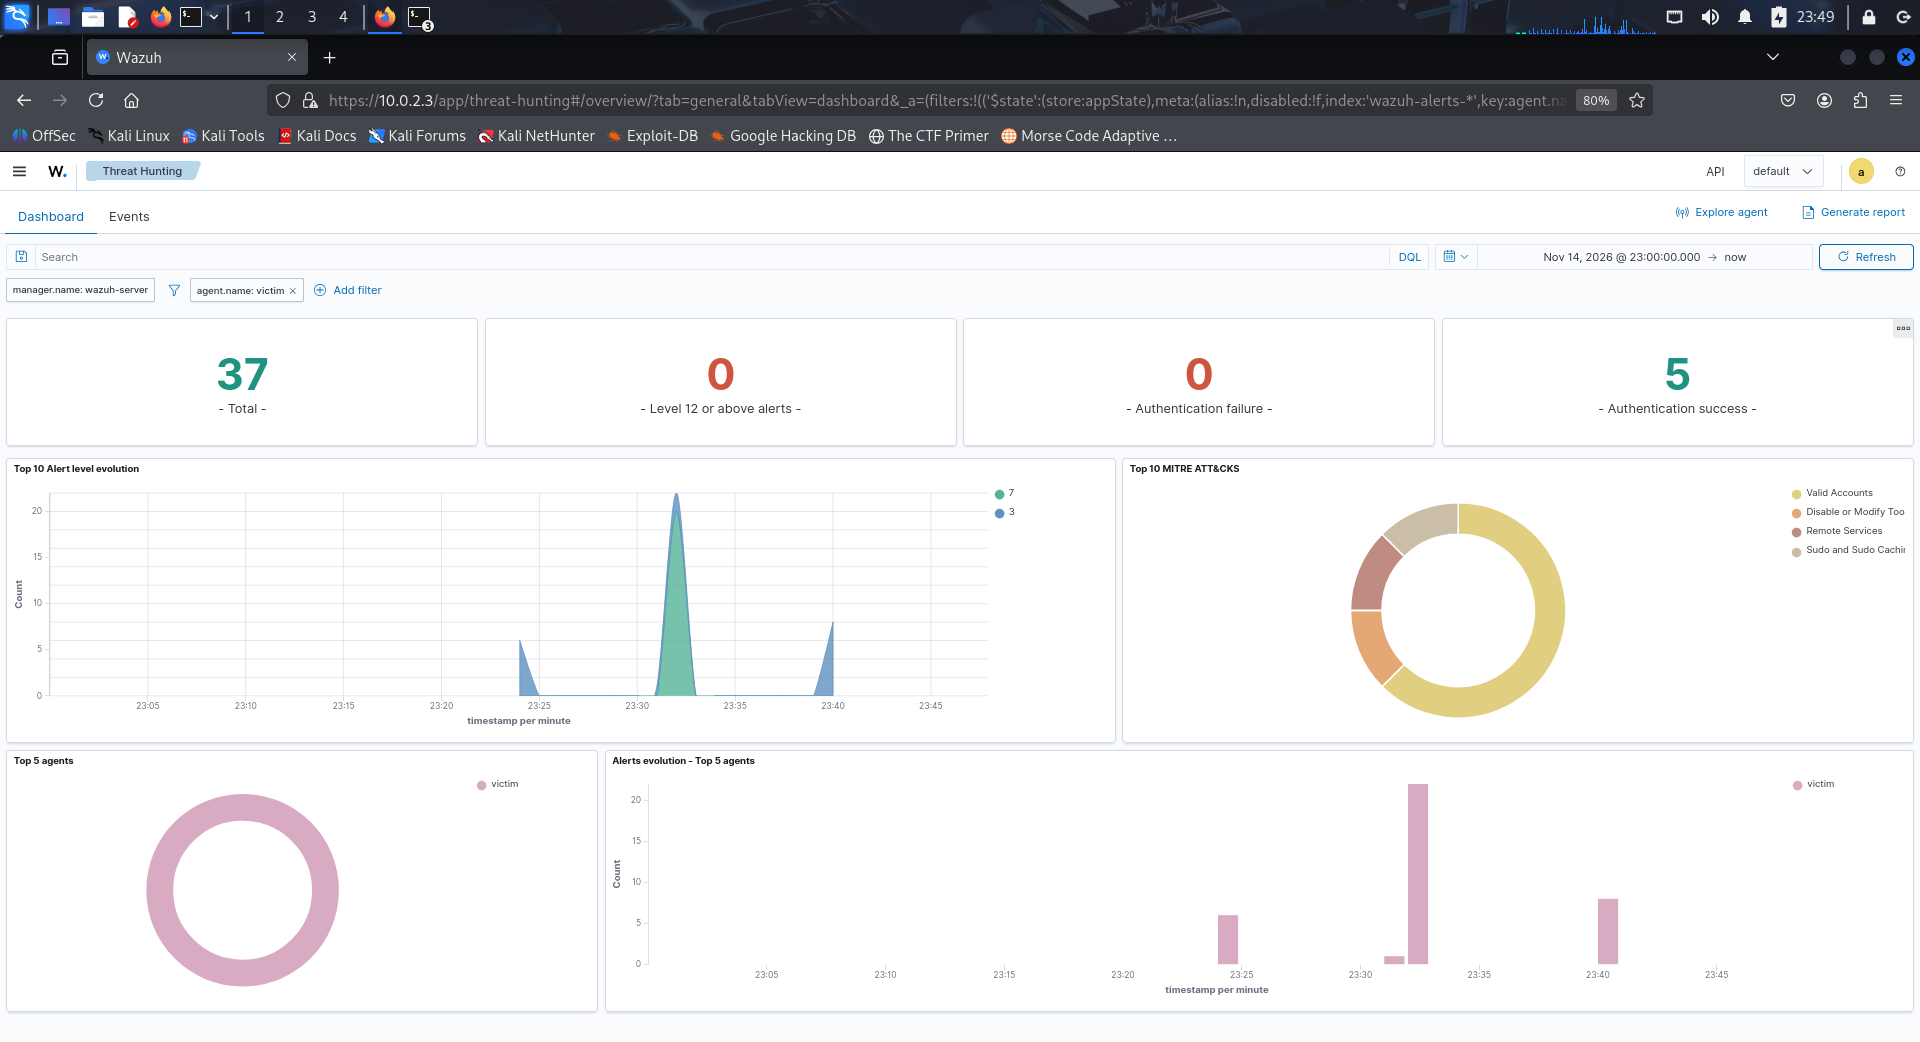 1 2 3 4
3
23:49
Wazuh
https://10.0.2.3/app/threat-hunting#/overview/?tab=general&tabView=dashboard&_a=(filters:!(('$state':(store:appState),meta:(alias:!n,disabled:!f,index:'wazuh-alerts-*',key:agent.na
80%
OffSec Kali Linux Kali Tools Kali Docs Kali Forums Kali NetHunter Exploit-DB Google Hacking DB The CTF Primer Morse Code Adaptive …
W. Threat Hunting API default a
Dashboard Events Explore agent Generate report
Search DQL Nov 14, 2026 @ 23:00:00.000 → now Refresh
manager.name: wazuh-server agent.name: victim × Add filter
37
- Total -
0
- Level 12 or above alerts -
0
- Authentication failure -
5
- Authentication success -
Top 10 Alert level evolution
7
3
20
15
10
5
0
Count
23:05 23:10 23:15 23:20 23:25 23:30 23:35 23:40 23:45
timestamp per minute
Top 10 MITRE ATT&CKS
Valid Accounts
Disable or Modify Too
Remote Services
Sudo and Sudo Cachi
Top 5 agents
victim
Alerts evolution - Top 5 agents
victim
20
15
10
5
0
Count
23:05 23:10 23:15 23:20 23:25 23:30 23:35 23:40 23:45
timestamp per minute